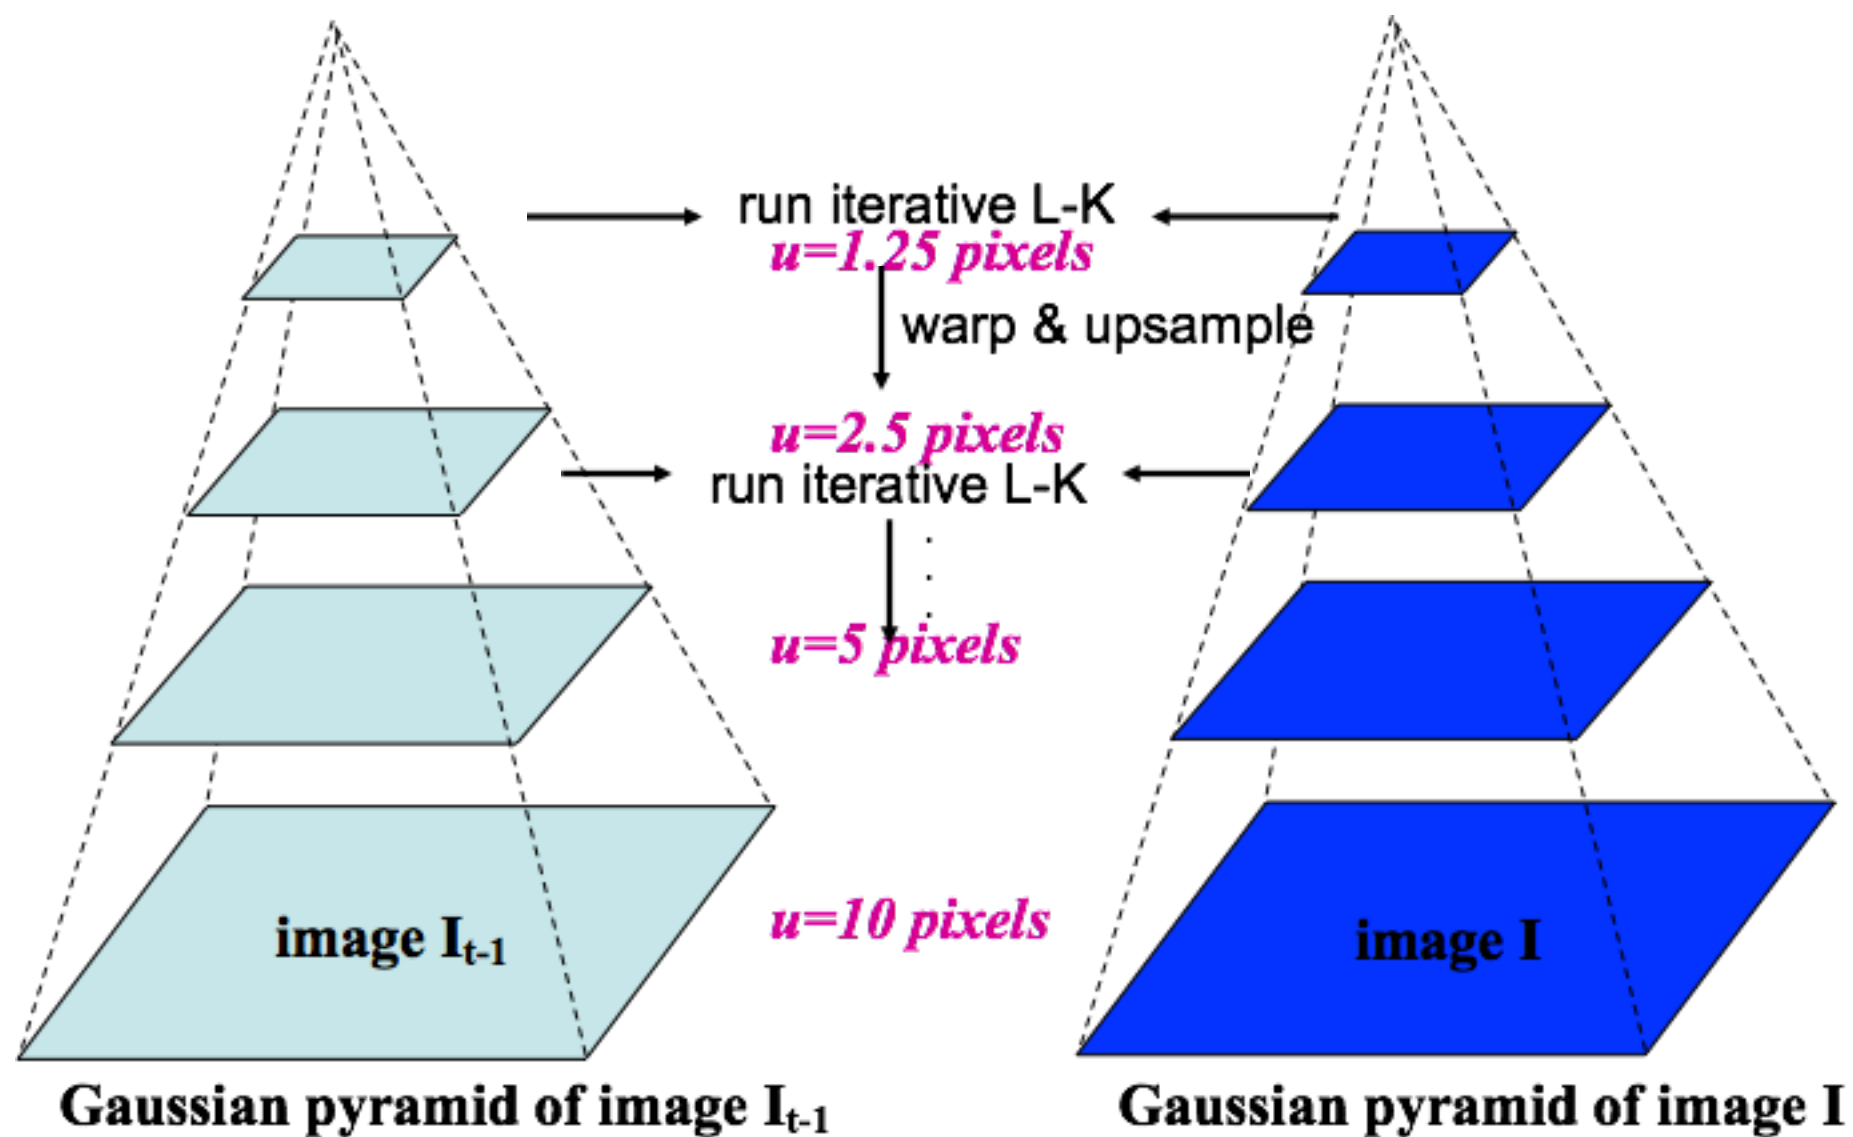 run iterative L-K
u=1.25 pixels
warp & upsample
u=2.5 pixels
run iterative L-K
u=5 pixels
u=10 pixels
image It-1
image I
Gaussian pyramid of image It-1
Gaussian pyramid of image I